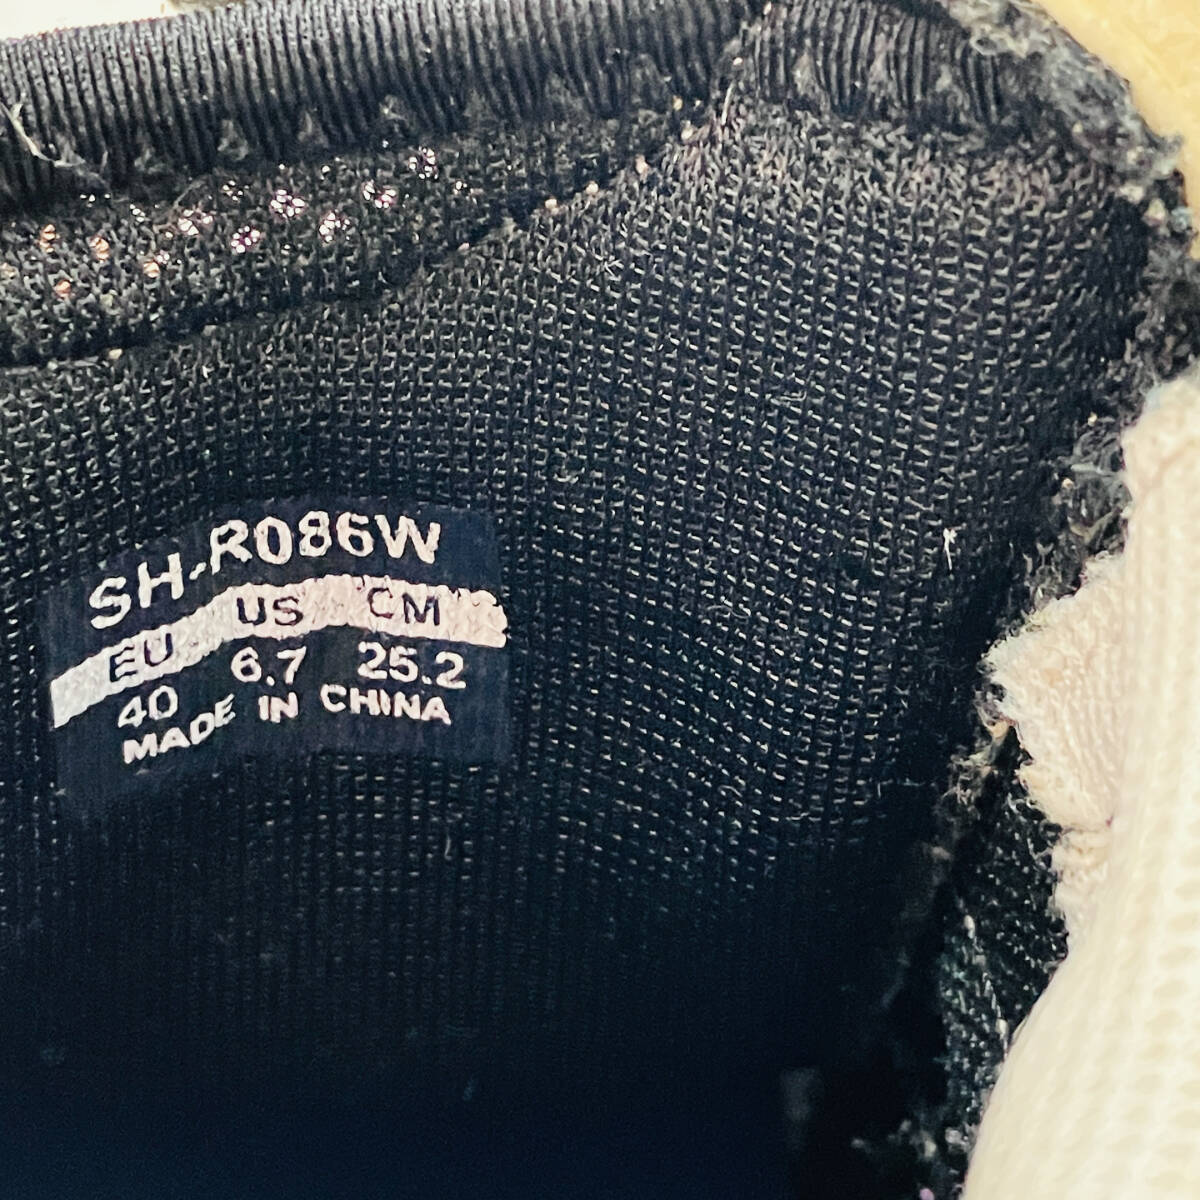 SH-R086W
EU US CM
40 6.7 25.2
MADE IN CHINA